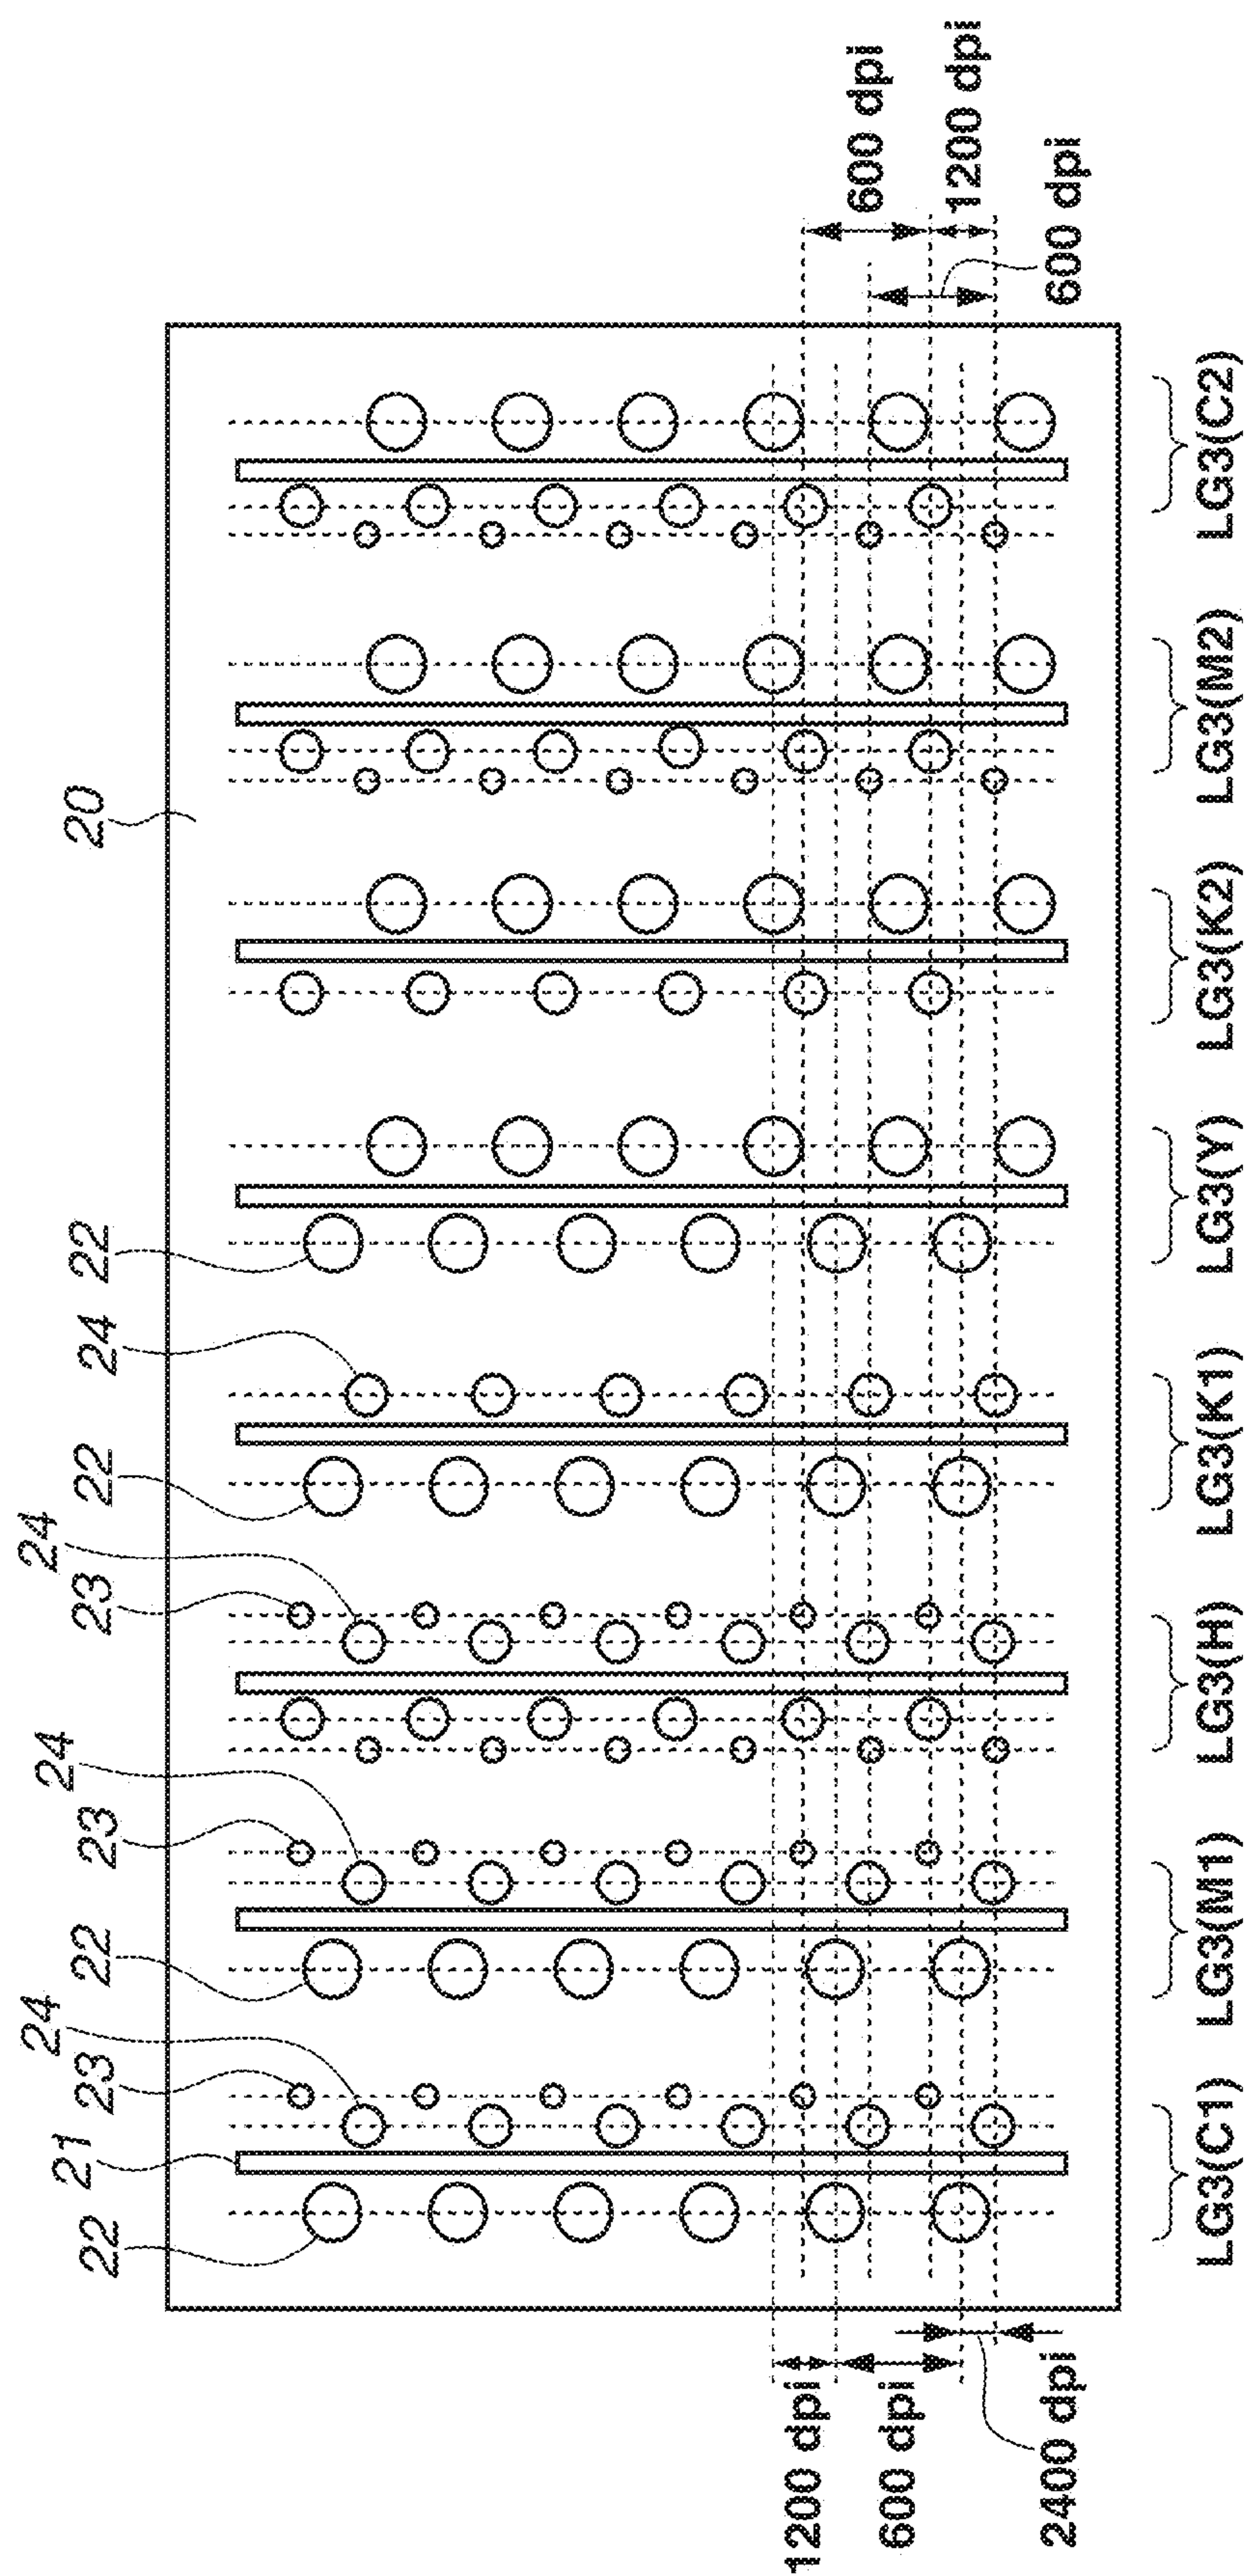 22
21
23
24
22
23
24
23
24
22
24
22
20
1200 dpi
600 dpi
2400 dpi
600 dpi
1200 dpi
600 dpi
LG3(C1)
LG3(M1)
LG3(H)
LG3(K1)
LG3(Y)
LG3(K2)
LG3(M2)
LG3(C2)